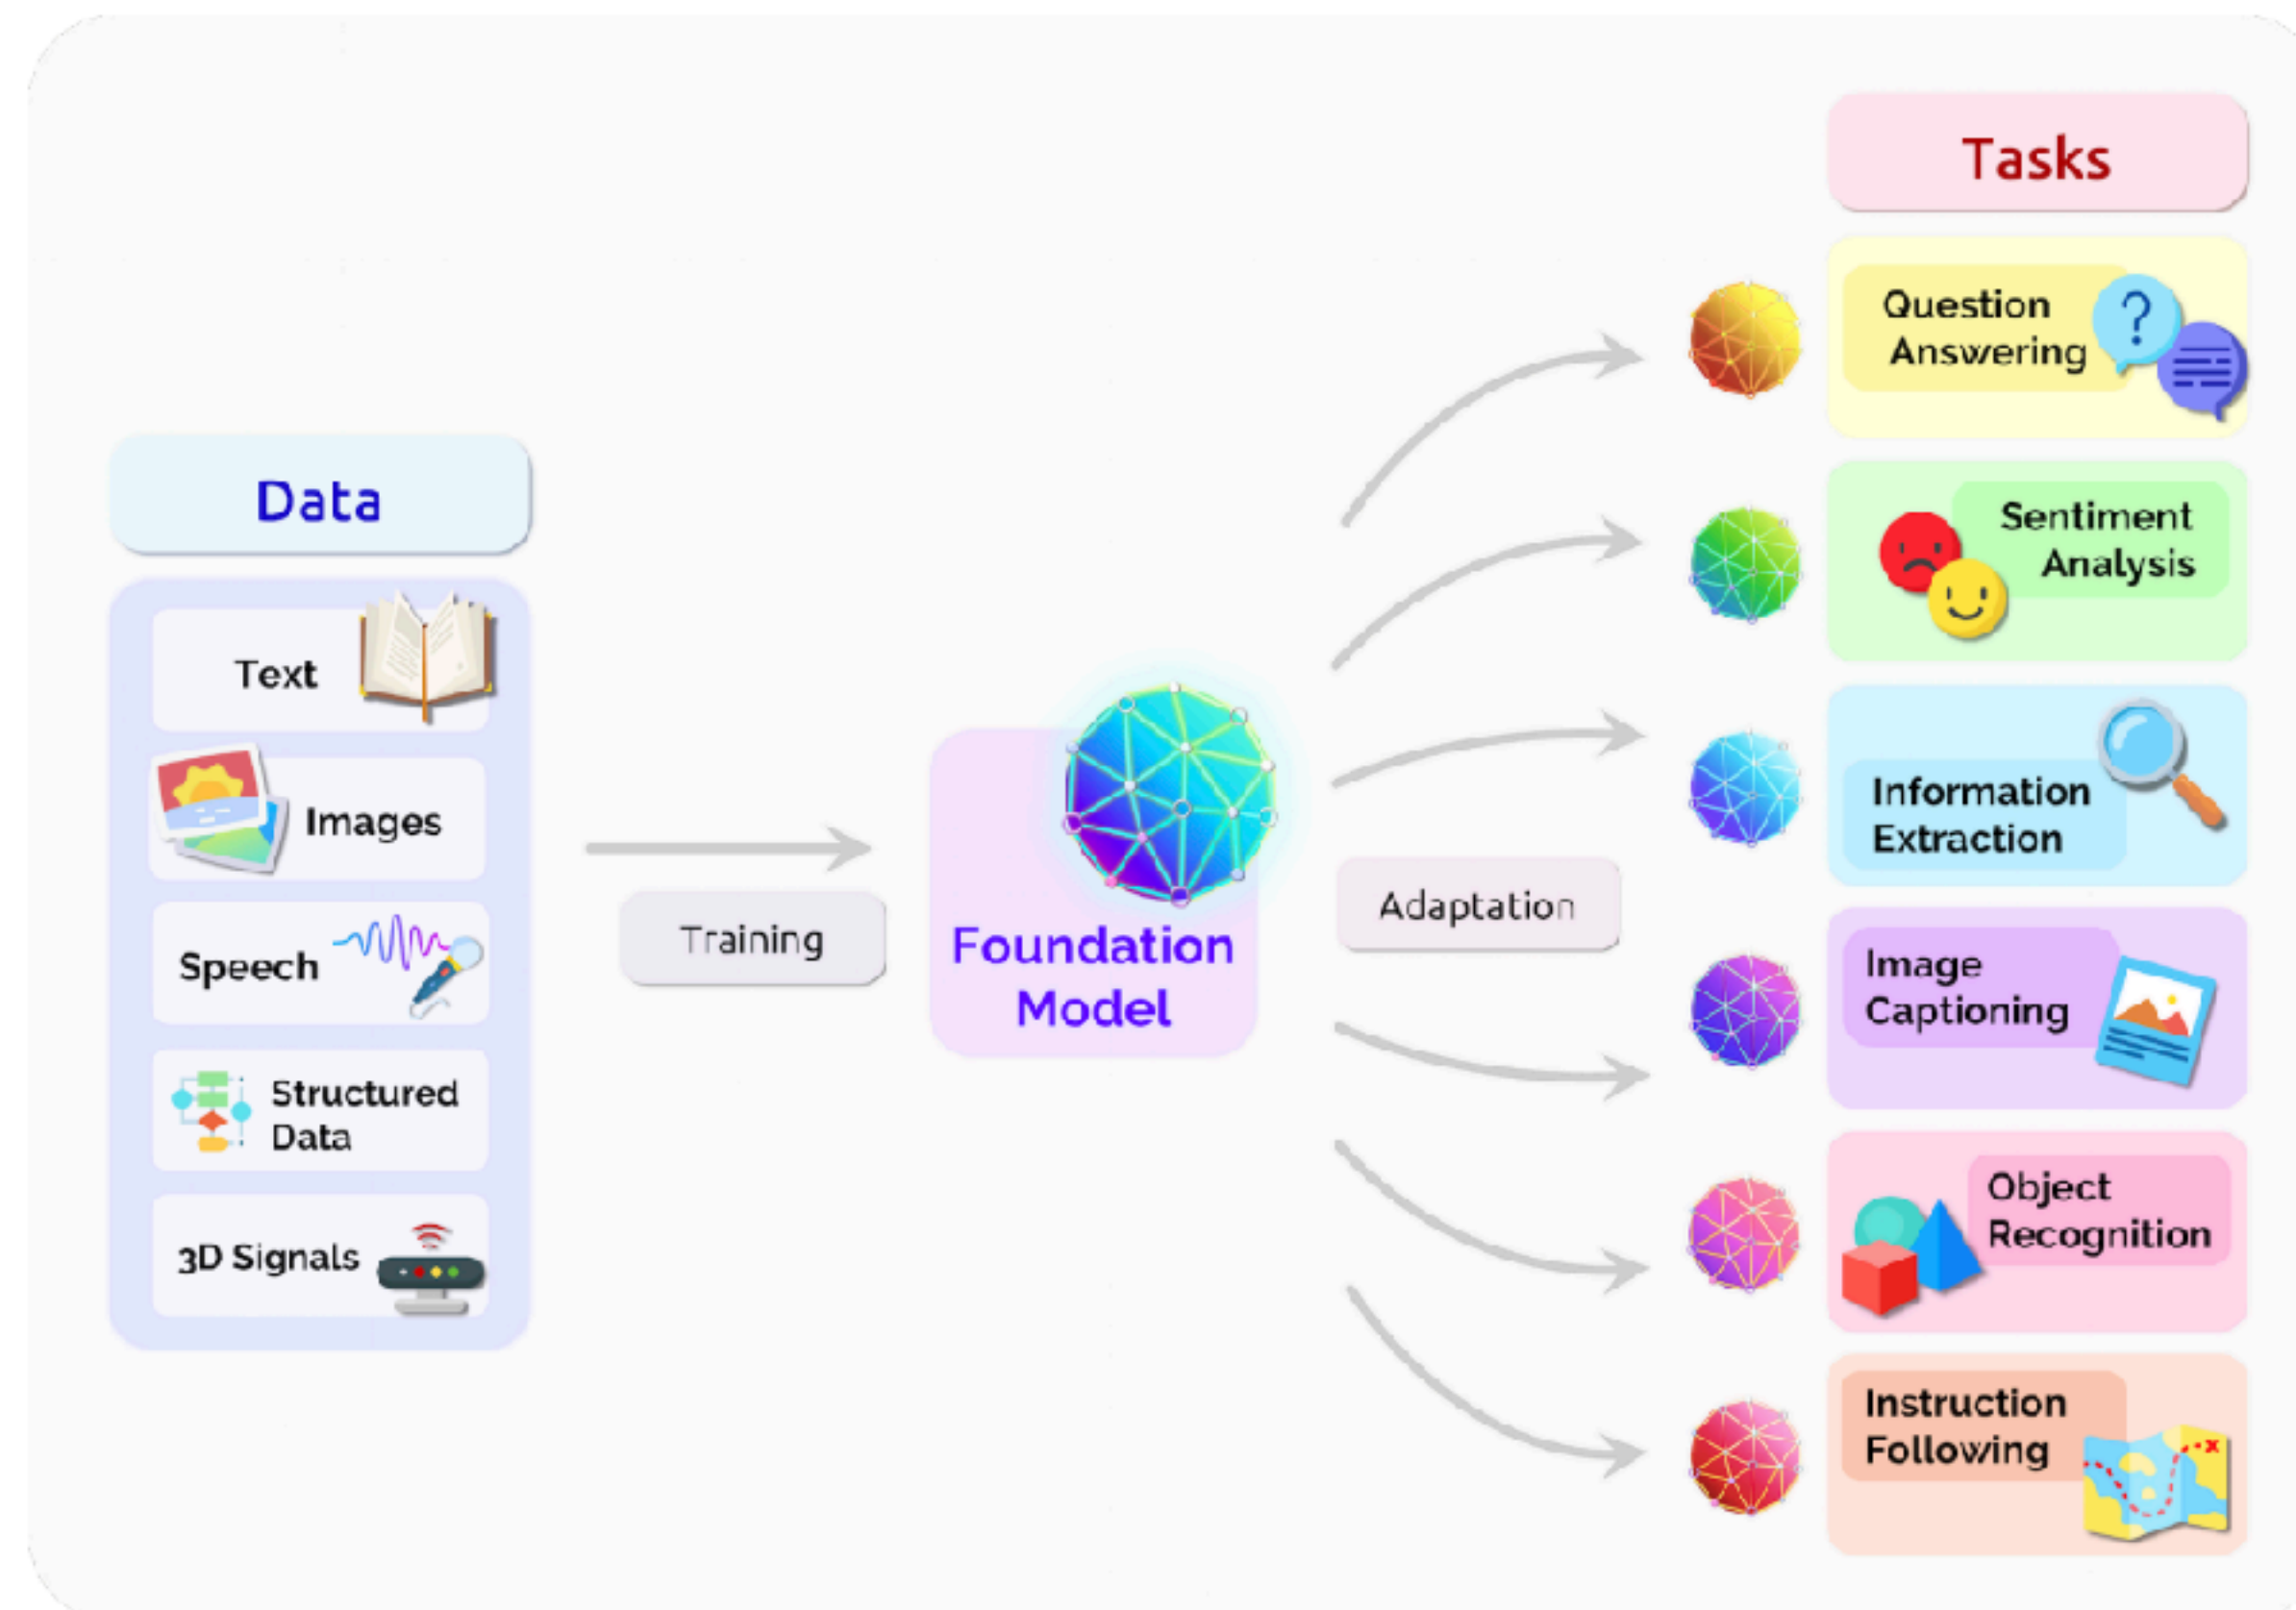 Data
Text
Images
Speech
Structured
Data
3D Signals
Training
Foundation
Model
Adaptation
Tasks
Question
Answering
?
Sentiment
Analysis
Information
Extraction
Image
Captioning
Object
Recognition
Instruction
Following